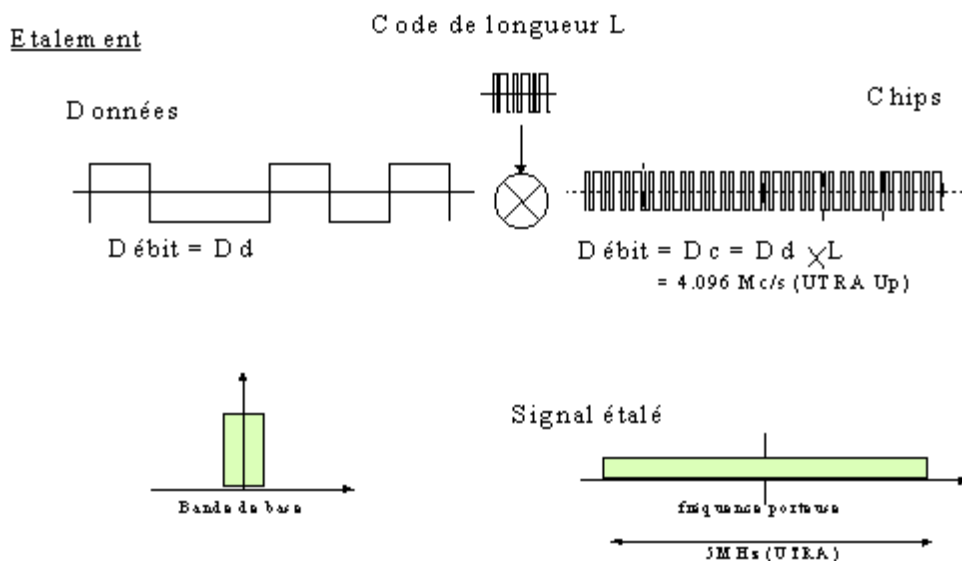 Etalement
Code de longueur L
Données
Chips
Débit = Dd
Débit = Dc = Dd × L
= 4.096 Mc/s (UTRA Up)
Signal étalé
Bande de base
fréquence porteuse
5MHs (UTRA)